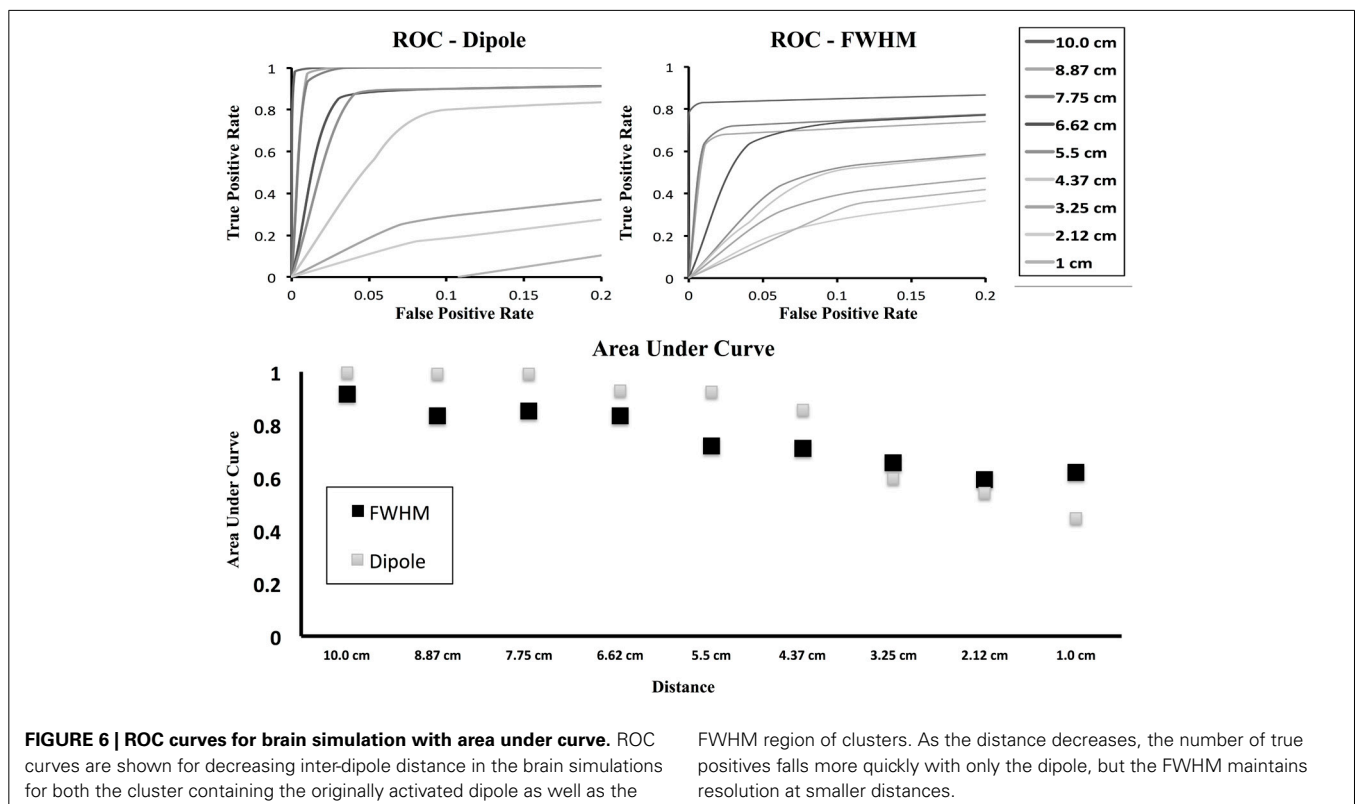 ROC - Dipole
ROC - FWHM
1
0.8
0.6
0.4
0.2
0
True Positive Rate
0
0.05
0.1
0.15
0.2
False Positive Rate
1
0.8
0.6
0.4
0.2
0
True Positive Rate
0
0.05
0.1
0.15
0.2
False Positive Rate
10.0 cm
8.87 cm
7.75 cm
6.62 cm
5.5 cm
4.37 cm
3.25 cm
2.12 cm
1 cm
Area Under Curve
1
0.8
0.6
0.4
0.2
0
Area Under Curve
FWHM
Dipole
10.0 cm
8.87 cm
7.75 cm
6.62 cm
5.5 cm
4.37 cm
3.25 cm
2.12 cm
1.0 cm
Distance
FIGURE 6 | ROC curves for brain simulation with area under curve. ROC
curves are shown for decreasing inter-dipole distance in the brain simulations
for both the cluster containing the originally activated dipole as well as the
FWHM region of clusters. As the distance decreases, the number of true
positives falls more quickly with only the dipole, but the FWHM maintains
resolution at smaller distances.